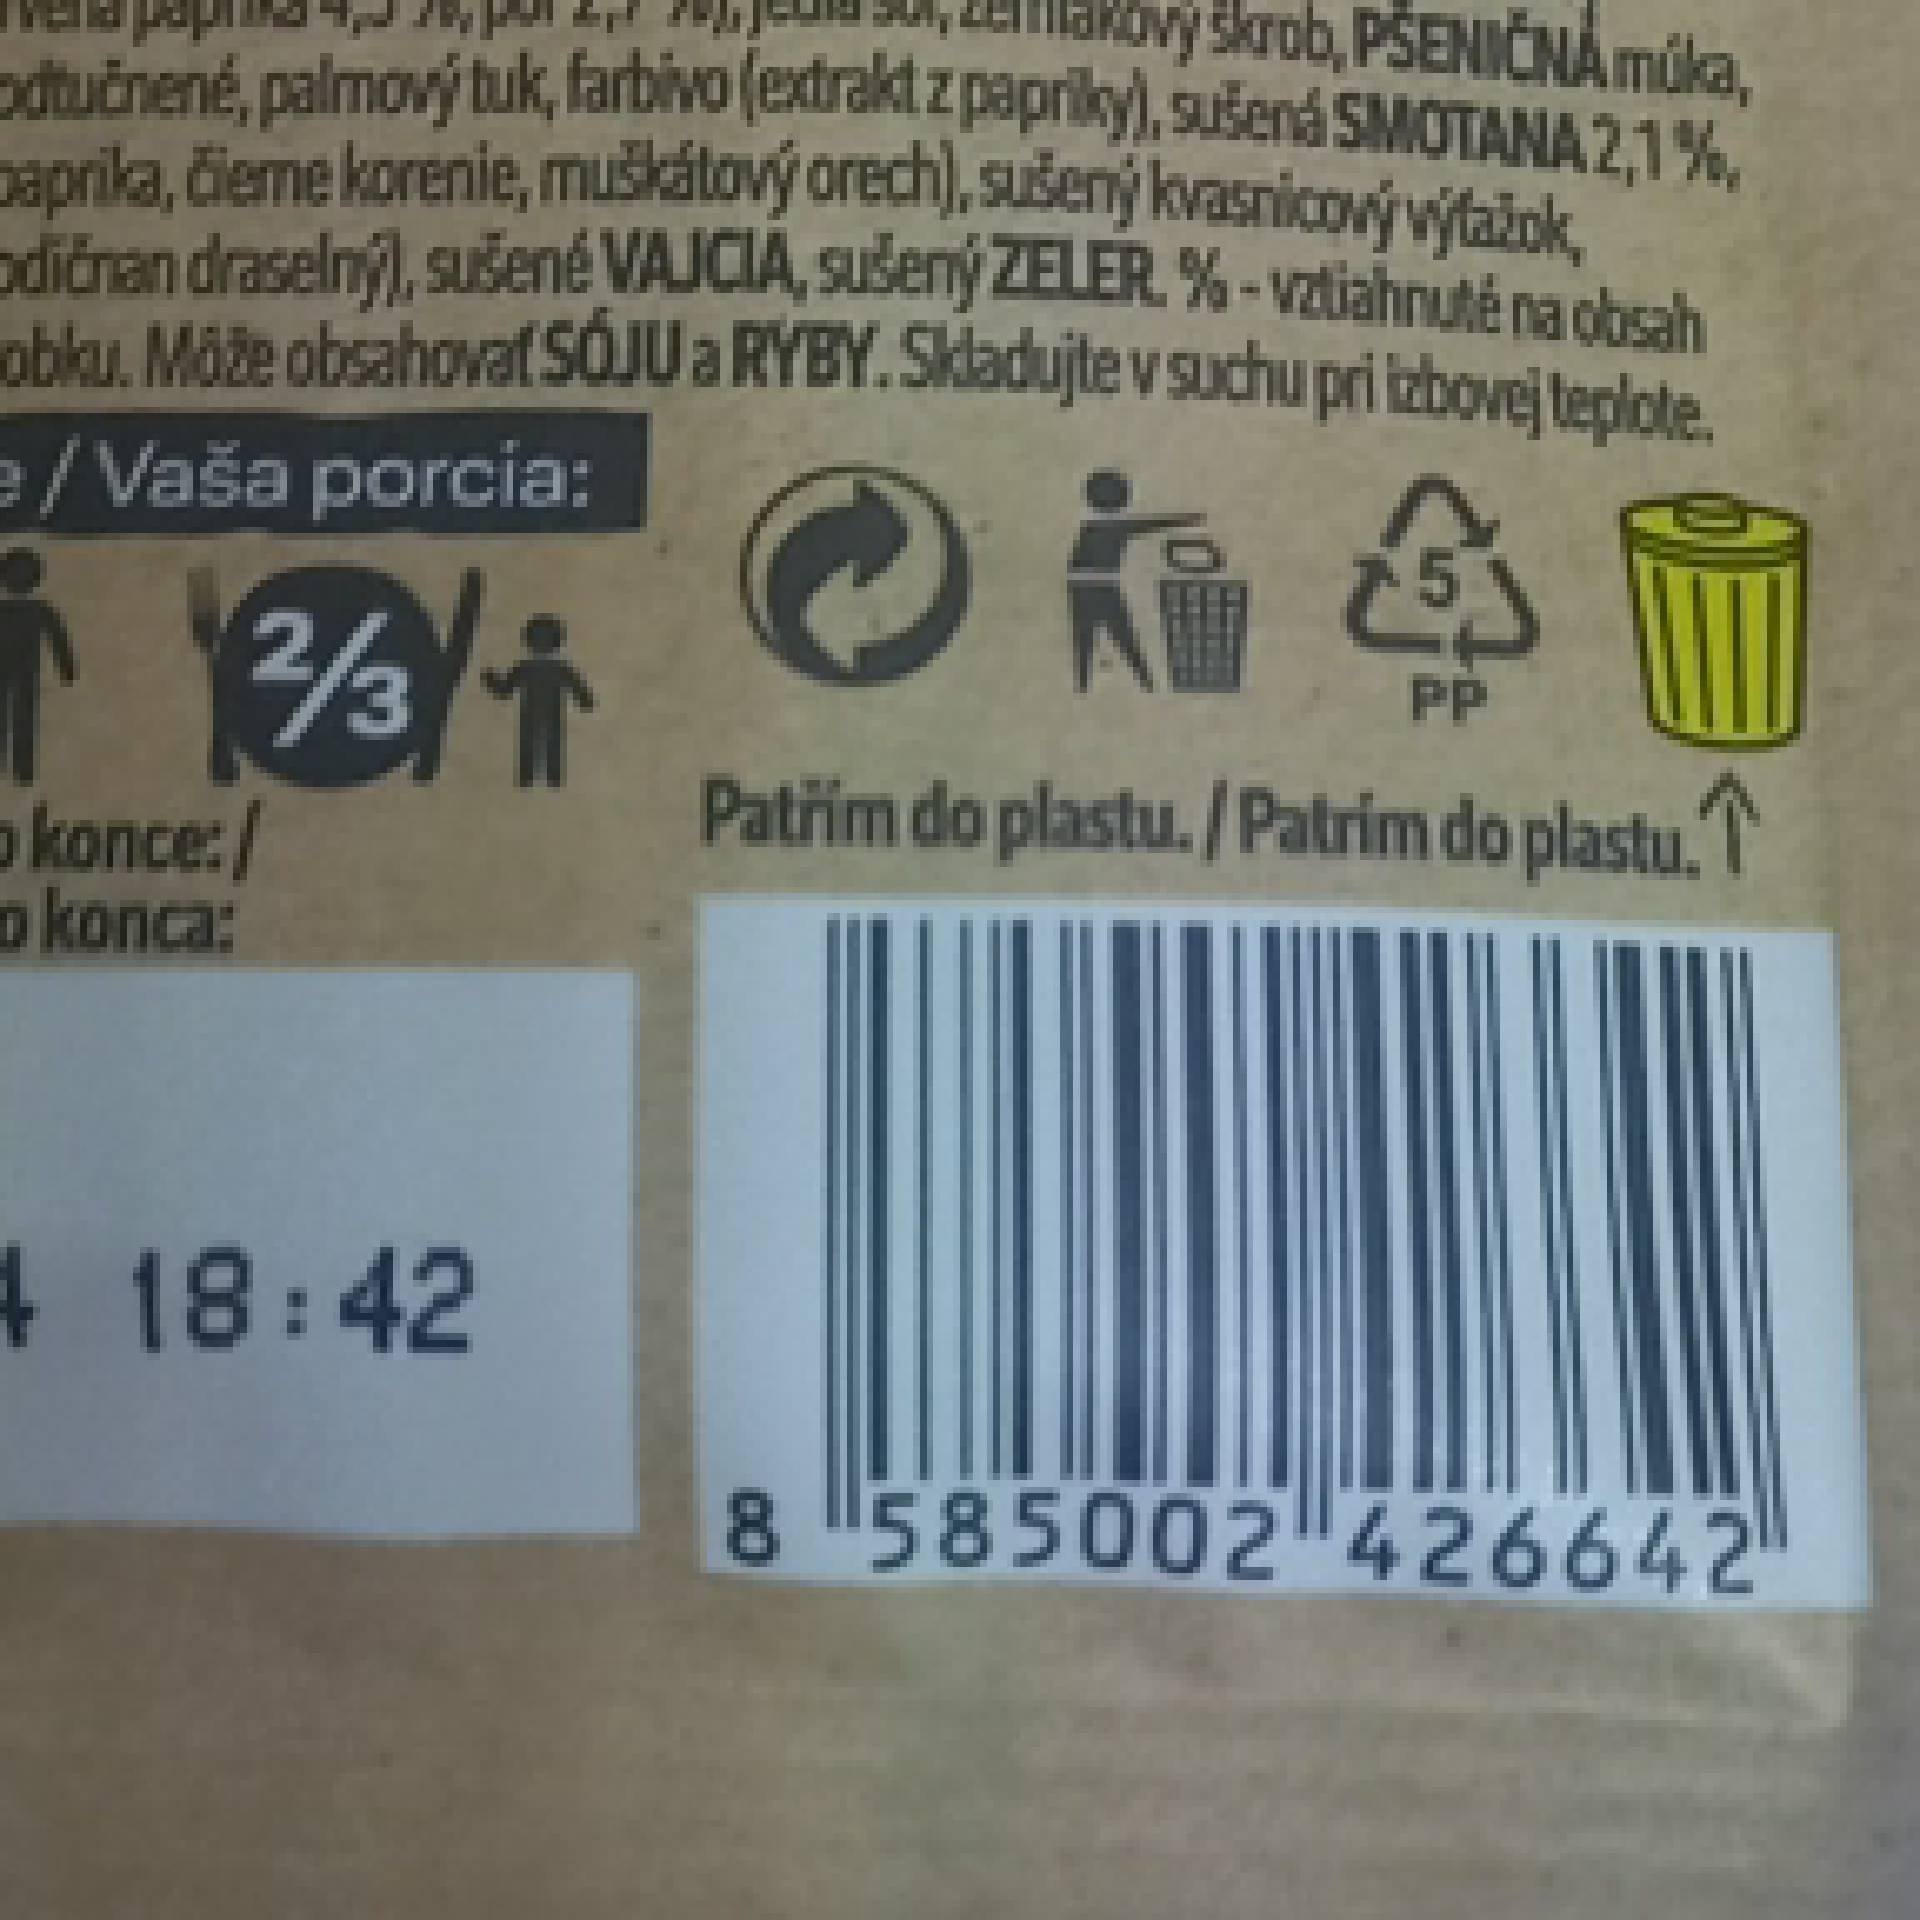 paprika 4,5 %, pór 2,7 %), jedlá soľ, zemiakový škrob, PŠENIČNÁ múka,
odtučnené, palmový tuk, farbivo (extrakt z papriky), sušená SMOTANA 2,1 %,
paprika, čierne korenie, muškátový orech), sušený kvasnicový výťažok,
odičnan draselný), sušené VAJCIA, sušený ZELER. % - vztiahnuté na obsah
obku. Môže obsahovať SÓJU a RYBY. Skladujte v suchu pri izbovej teplote.
e / Vaša porcia:
2/3
5
PP
Patřím do plastu. / Patrím do plastu.
o konce: /
o konca:
4 18:42
8 585002 426642